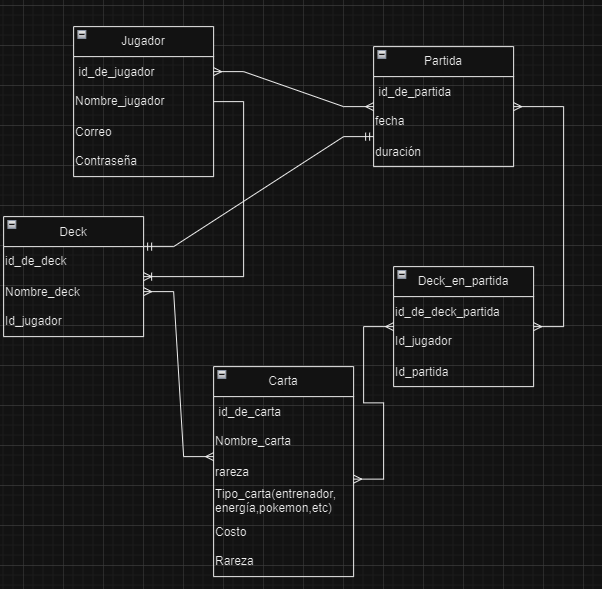 Jugador
id_de_jugador
Nombre_jugador
Correo
Contraseña
Partida
id_de_partida
fecha
duración
Deck
id_de_deck
Nombre_deck
Id_jugador
Deck_en_partida
id_de_deck_partida
Id_jugador
Id_partida
Carta
id_de_carta
Nombre_carta
rareza
Tipo_carta(entrenador,
energía,pokemon,etc)
Costo
Rareza